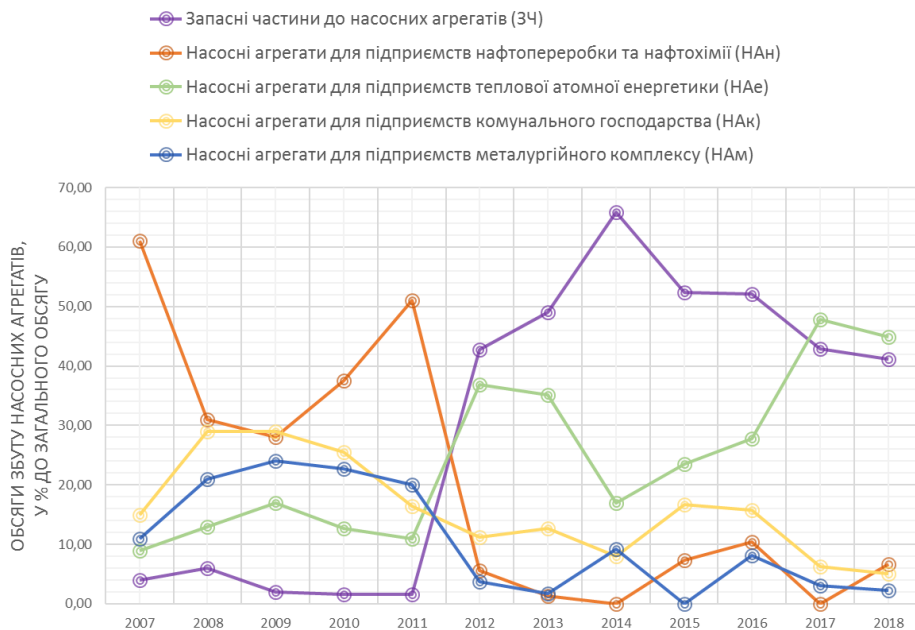 Запасні частини до насосних агрегатів (ЗЧ)
Насосні агрегати для підприємств нафтопереробки та нафтохімії (НАн)
Насосні агрегати для підприємств теплової атомної енергетики (НАе)
Насосні агрегати для підприємств комунального господарства (НАк)
Насосні агрегати для підприємств металургійного комплексу (НАм)
ОБСЯГИ ЗБУТУ НАСОСНИХ АГРЕГАТІВ,
У % ДО ЗАГАЛЬНОГО ОБСЯГУ
70,00
60,00
50,00
40,00
30,00
20,00
10,00
0,00
2007 2008 2009 2010 2011 2012 2013 2014 2015 2016 2017 2018